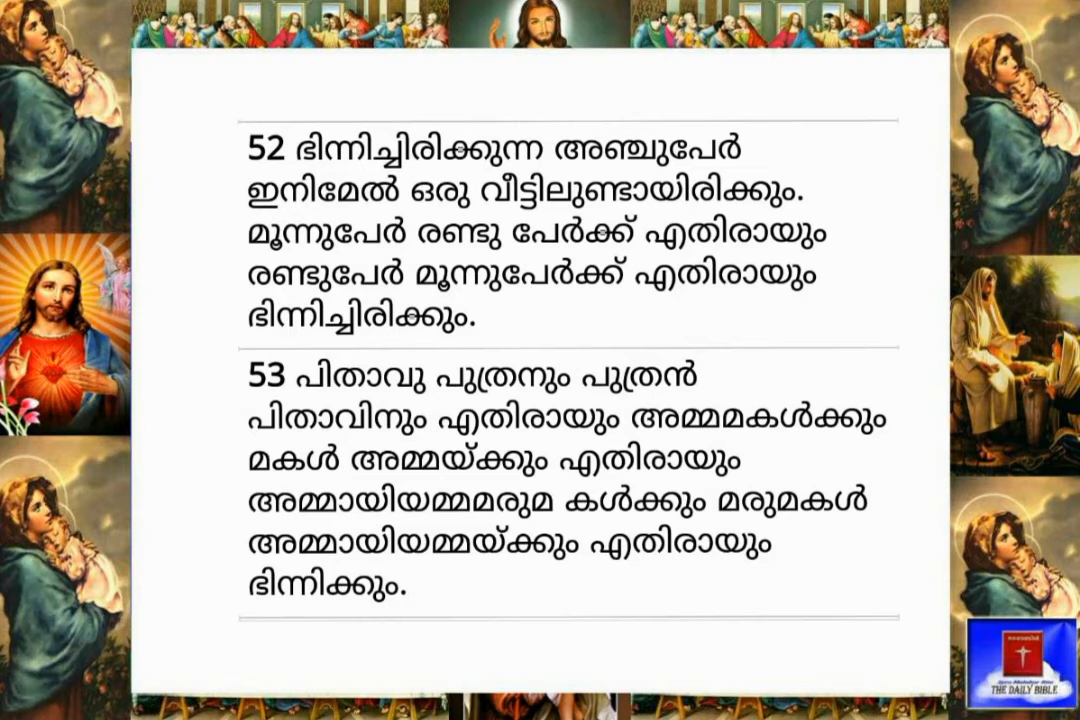 52 ഭിന്നിച്ചിരിക്കുന്ന അഞ്ചുപേർ
ഇനിമേൽ ഒരു വീട്ടിലുണ്ടായിരിക്കും.
മൂന്നുപേർ രണ്ടു പേർക്ക് എതിരായും
രണ്ടുപേർ മൂന്നുപേർക്ക് എതിരായും
ഭിന്നിച്ചിരിക്കും.
53 പിതാവു പുത്രനും പുത്രൻ
പിതാവിനും എതിരായും അമ്മമകൾക്കും
മകൾ അമ്മയ്ക്കും എതിരായും
അമ്മായിയമ്മമരുമ കൾക്കും മരുമകൾ
അമ്മായിയമ്മയ്ക്കും എതിരായും
ഭിന്നിക്കും.
THE DAILY BIBLE